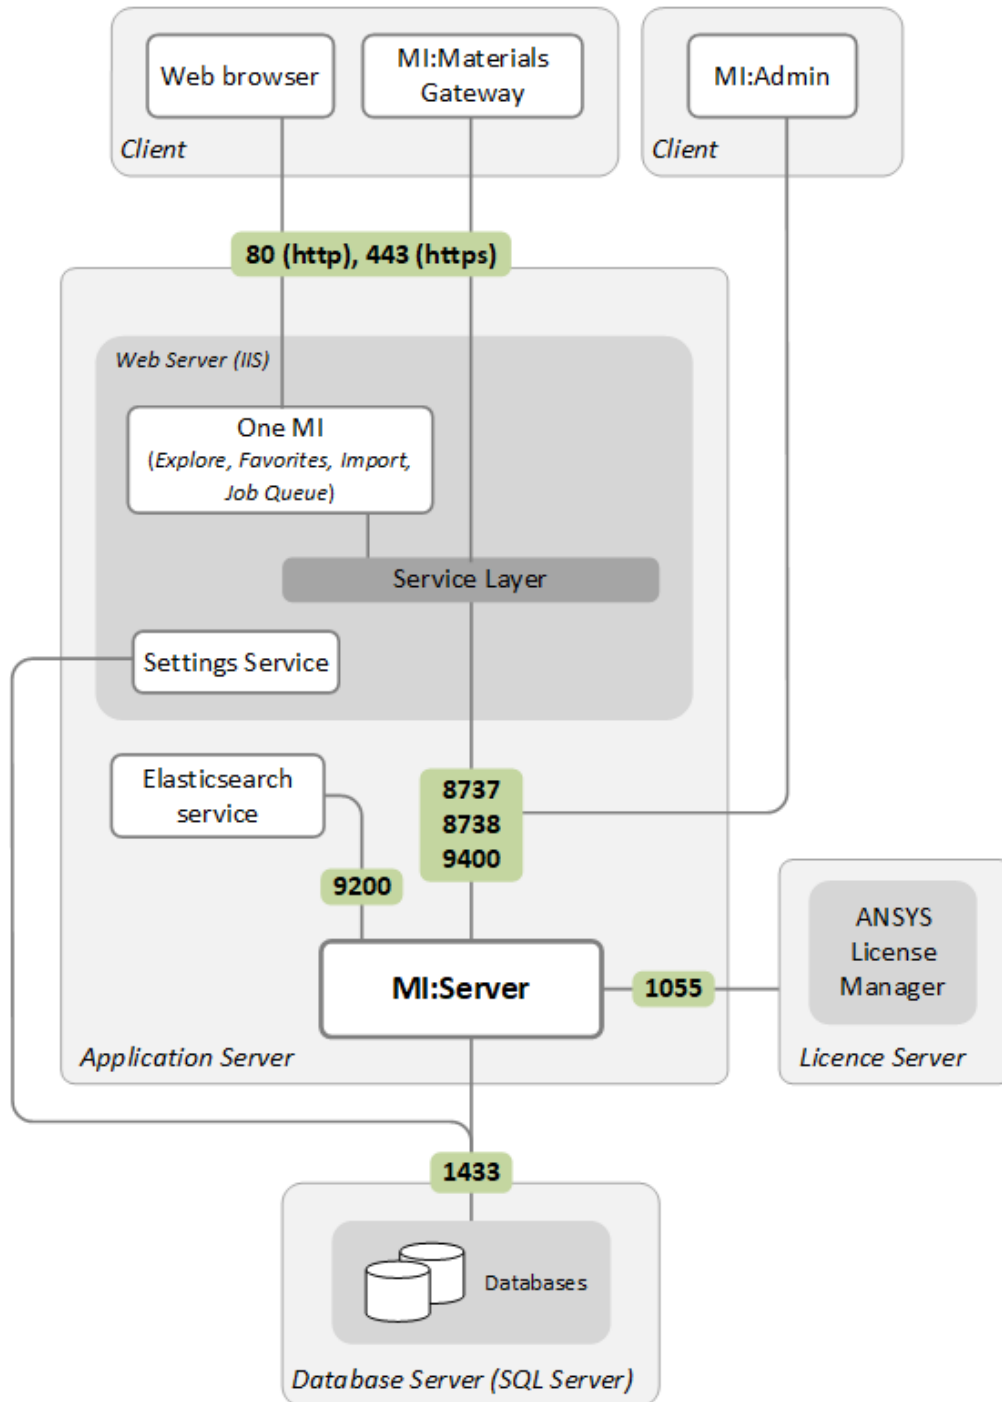 Web browser
MI:Materials
Gateway
Client
MI:Admin
Client
80 (http), 443 (https)
Web Server (IIS)
One MI
(Explore, Favorites, Import,
Job Queue)
Service Layer
Settings Service
Elasticsearch
service
8737
8738
9400
9200
MI:Server
1055
ANSYS
License
Manager
Application Server
Licence Server
1433
Databases
Database Server (SQL Server)